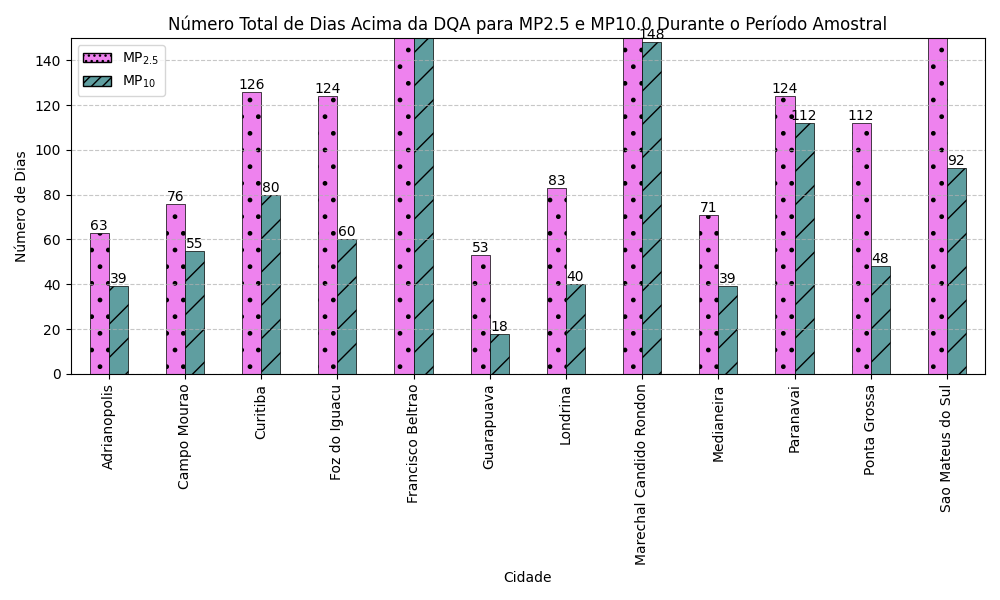 Número Total de Dias Acima da DQA para MP2.5 e MP10.0 Durante o Período Amostral
MP2.5
MP10
Número de Dias
140
120
100
80
60
40
20
0
63
39
76
55
126
80
124
60
53
18
83
40
148
71
39
124
112
112
48
92
Adrianopolis
Campo Mourao
Curitiba
Foz do Iguacu
Francisco Beltrao
Guarapuava
Londrina
Marechal Candido Rondon
Medianeira
Paranavai
Ponta Grossa
Sao Mateus do Sul
Cidade